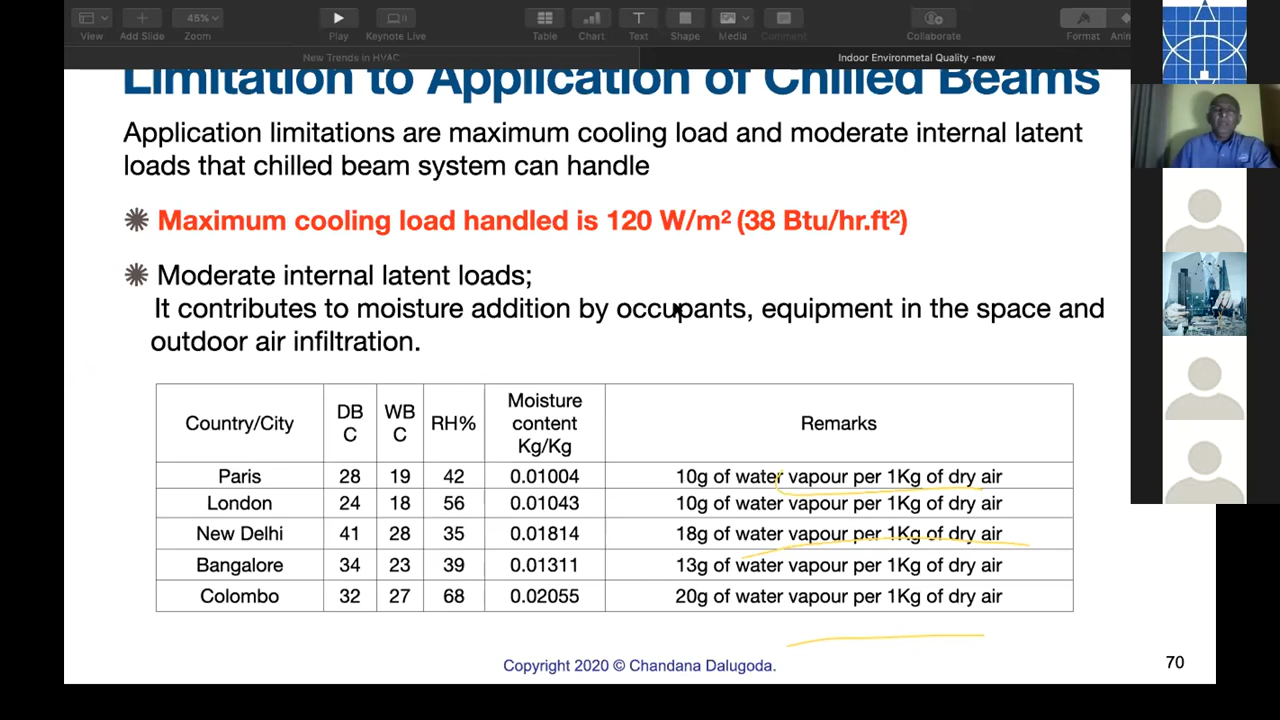 45%
View
Add Slide
Zoom
Play
Keynote Live
Table
Chart
Text
Shape
Media
Comment
Collaborate
Format
New Trends in HVAC
Indoor Environmetal Quality -new
Limitation to Application of Chilled Beams
Application limitations are maximum cooling load and moderate internal latent
loads that chilled beam system can handle
Maximum cooling load handled is 120 W/m² (38 Btu/hr.ft²)
Moderate internal latent loads;
It contributes to moisture addition by occupants, equipment in the space and
outdoor air infiltration.
Country/City DB C WB C RH% Moisture content Kg/Kg Remarks
Paris 28 19 42 0.01004 10g of water vapour per 1Kg of dry air
London 24 18 56 0.01043 10g of water vapour per 1Kg of dry air
New Delhi 41 28 35 0.01814 18g of water vapour per 1Kg of dry air
Bangalore 34 23 39 0.01311 13g of water vapour per 1Kg of dry air
Colombo 32 27 68 0.02055 20g of water vapour per 1Kg of dry air
Copyright 2020 © Chandana Dalugoda.
70